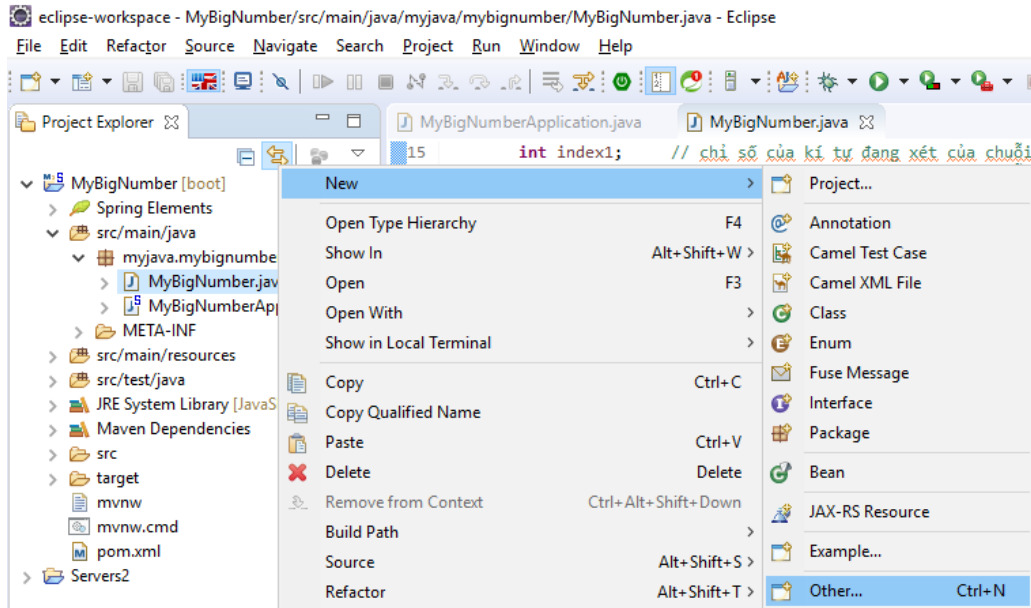 eclipse-workspace - MyBigNumber/src/main/java/myjava/mybignumber/MyBigNumber.java - Eclipse
File Edit Refactor Source Navigate Search Project Run Window Help
Project Explorer
MyBigNumberApplication.java
MyBigNumber.java
15 int index1; // chỉ số của kí tự đang xét của chuỗi
MyBigNumber [boot]
Spring Elements
src/main/java
myjava.mybignumbe
MyBigNumber.jav
MyBigNumberAp
META-INF
src/main/resources
src/test/java
JRE System Library [JavaS
Maven Dependencies
src
target
mvnw
mvnw.cmd
pom.xml
Servers2
New
Open Type Hierarchy F4
Show In Alt+Shift+W
Open F3
Open With
Show in Local Terminal
Copy Ctrl+C
Copy Qualified Name
Paste Ctrl+V
Delete Delete
Remove from Context Ctrl+Alt+Shift+Down
Build Path
Source Alt+Shift+S
Refactor Alt+Shift+T
Project...
Annotation
Camel Test Case
Camel XML File
Class
Enum
Fuse Message
Interface
Package
Bean
JAX-RS Resource
Example...
Other... Ctrl+N